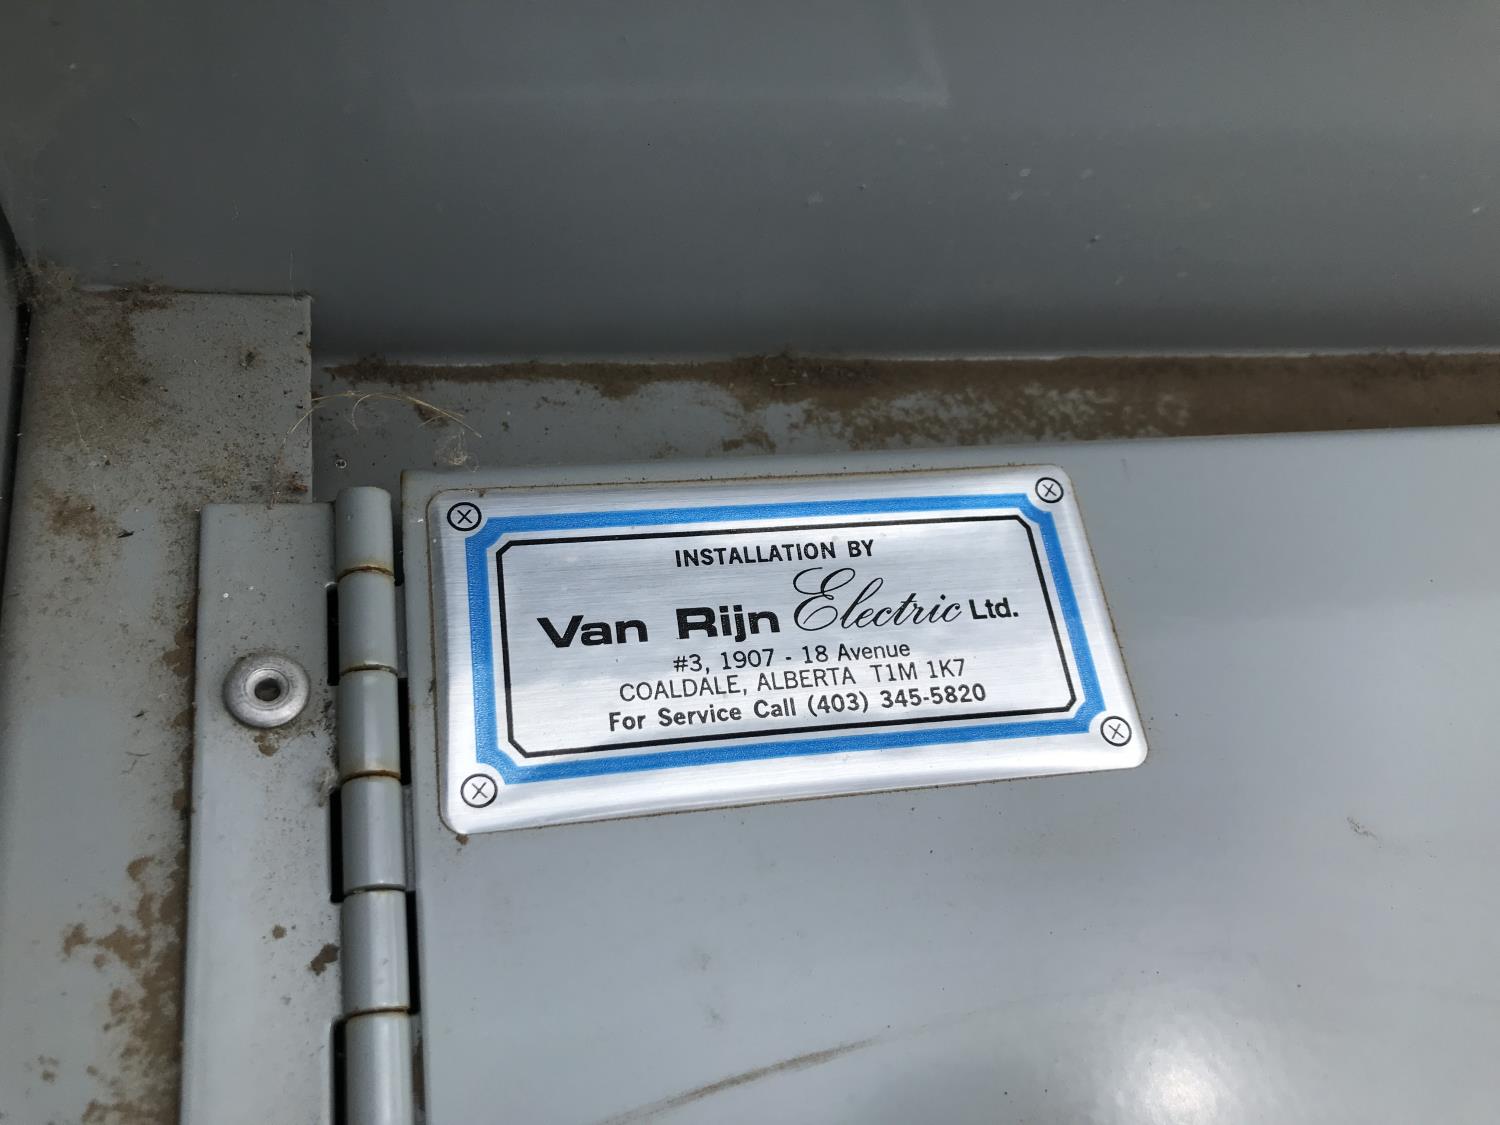 INSTALLATION BY
Van Rijn Electric Ltd.
#3, 1907 - 18 Avenue
COALDALE, ALBERTA T1M 1K7
For Service Call (403) 345-5820